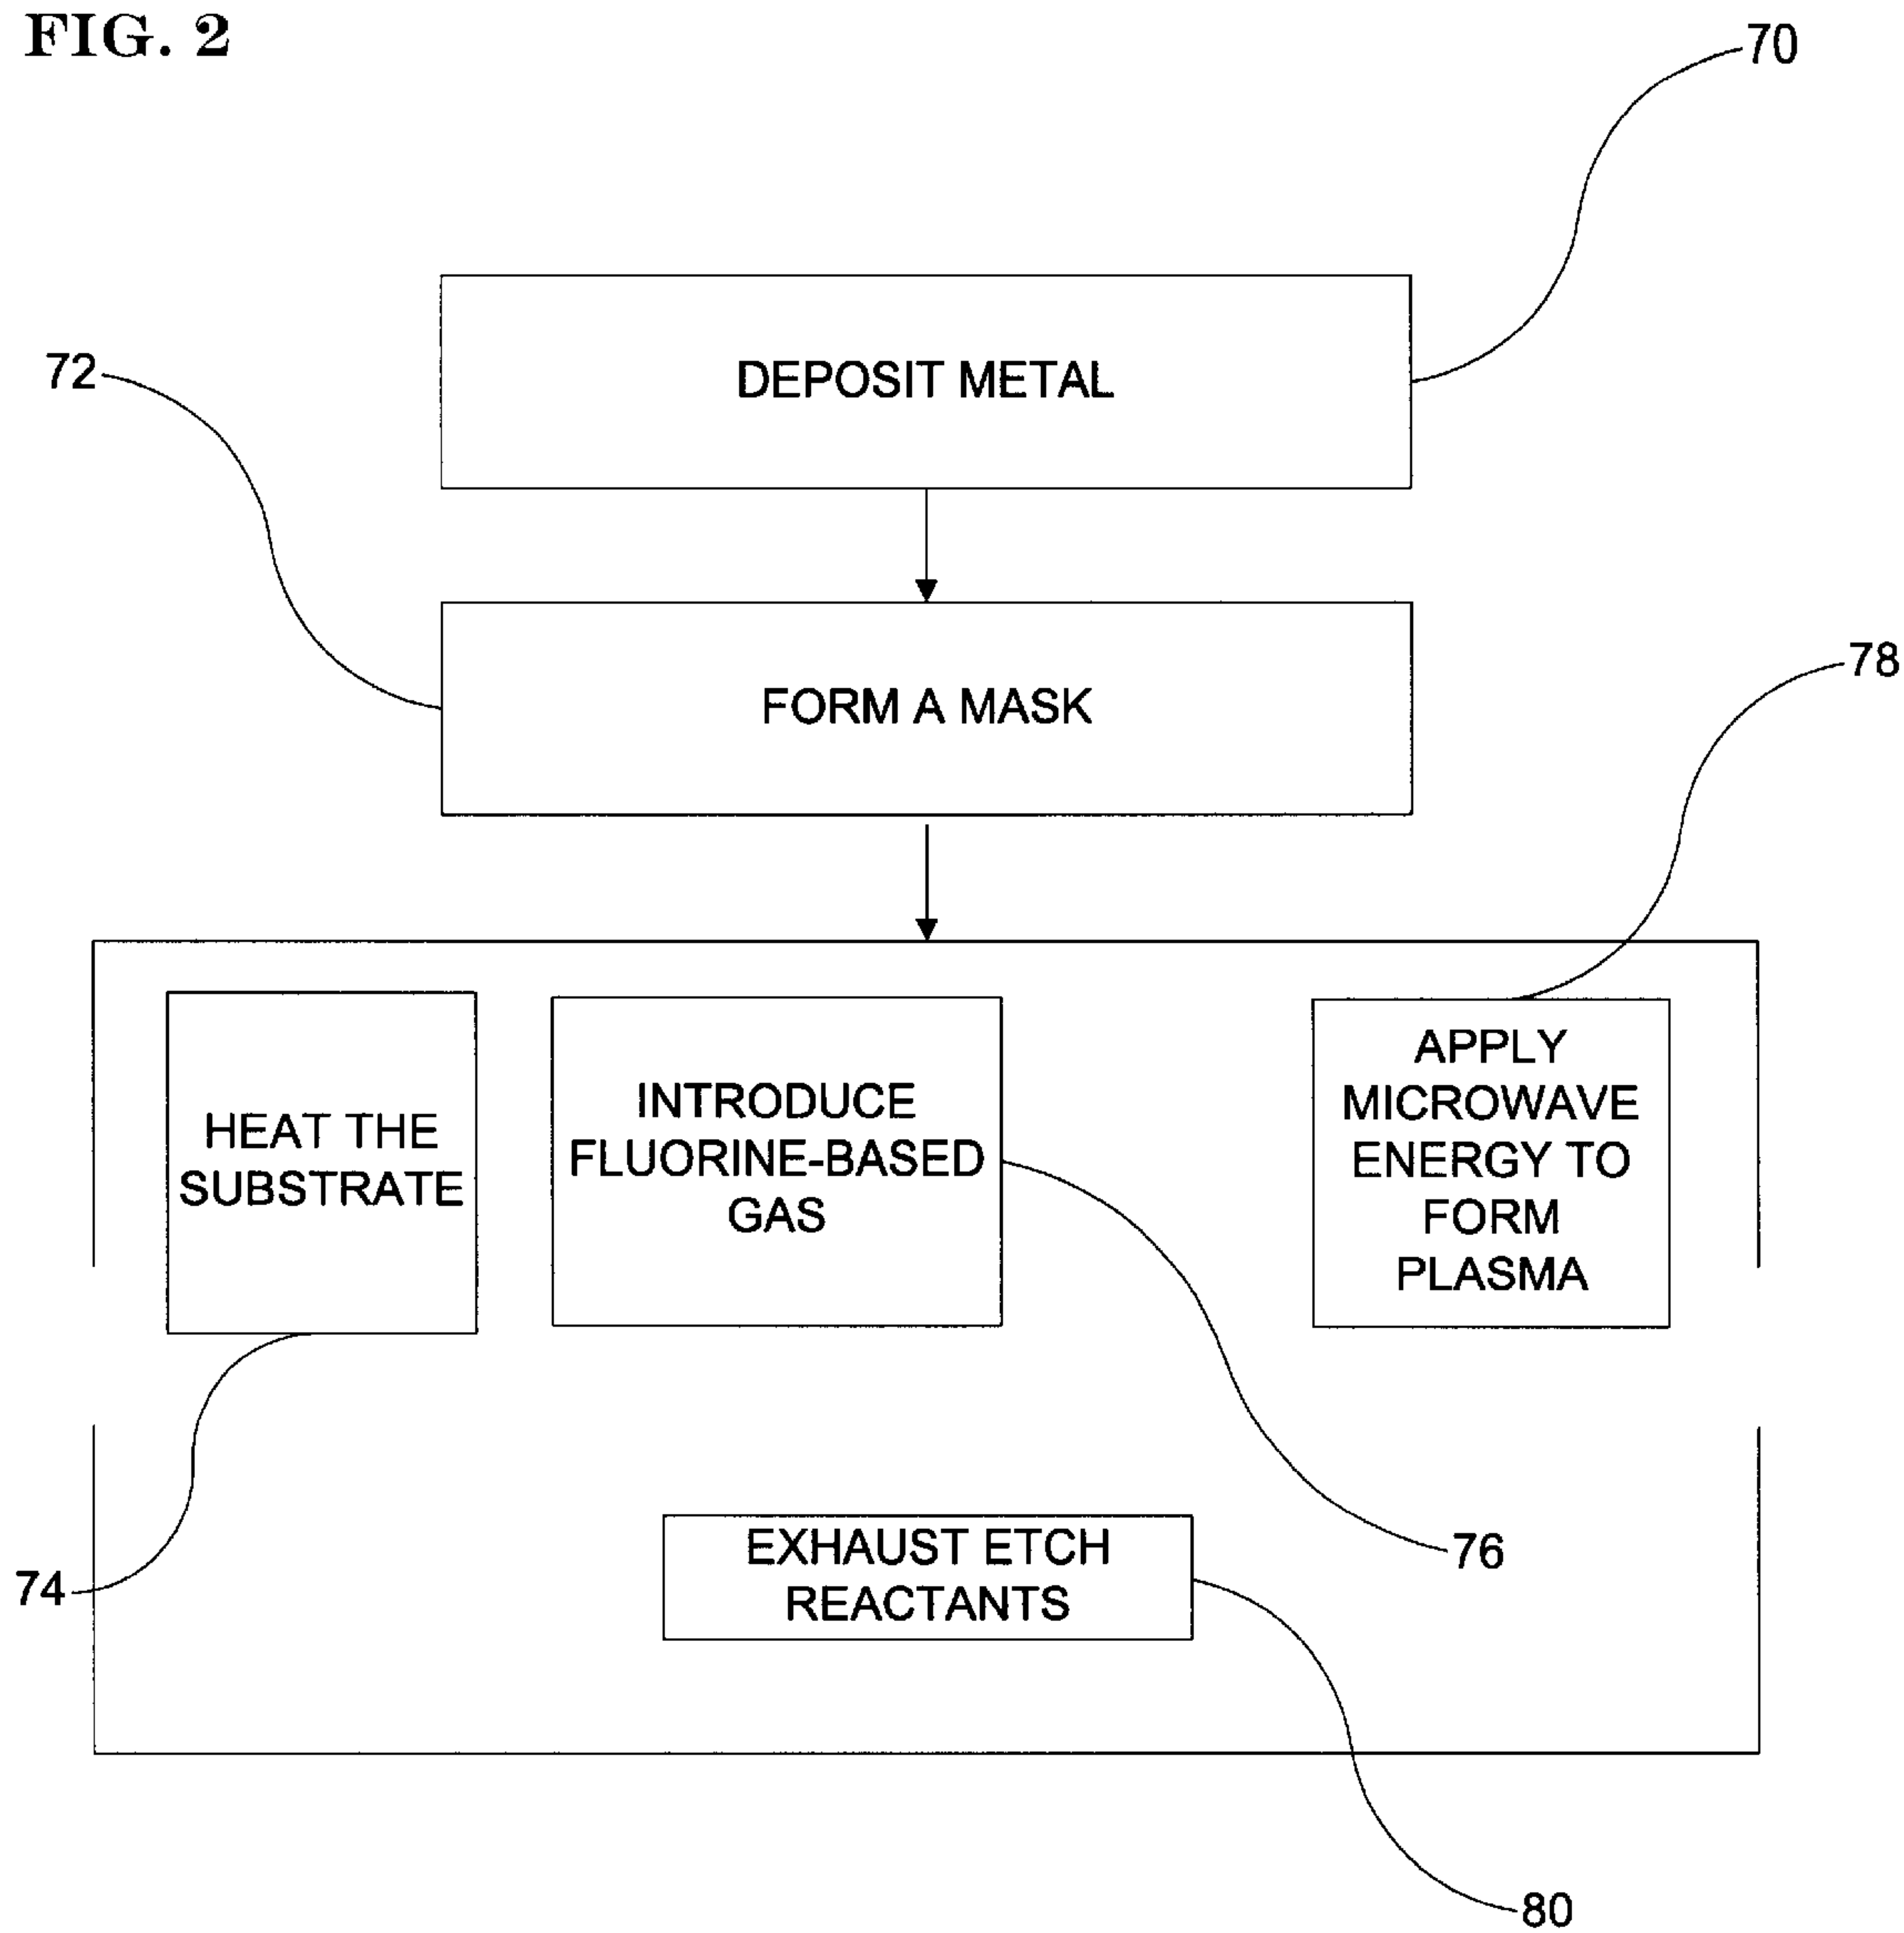 FIG. 2
70
DEPOSIT METAL
72
FORM A MASK
78
HEAT THE
SUBSTRATE
INTRODUCE
FLUORINE-BASED
GAS
APPLY
MICROWAVE
ENERGY TO
FORM
PLASMA
74
76
EXHAUST ETCH
REACTANTS
80